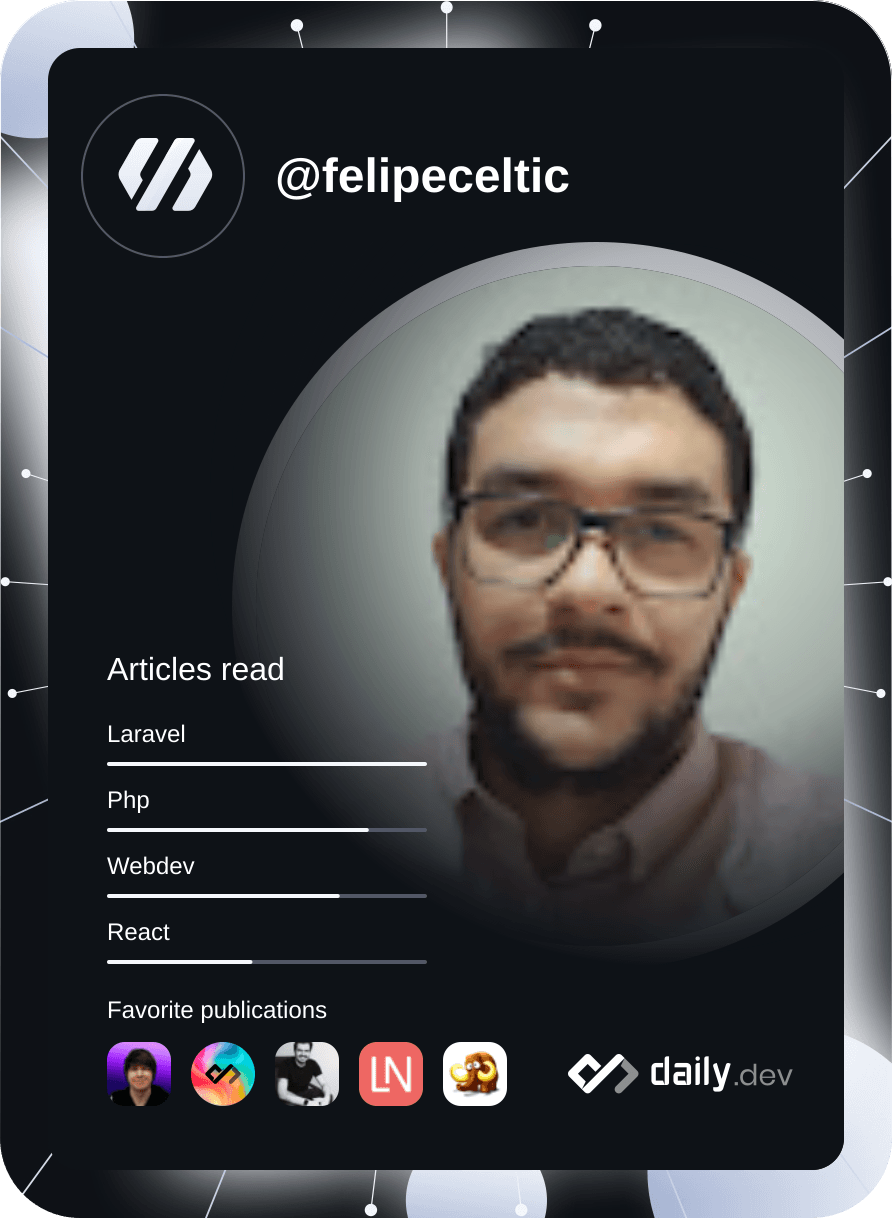 @felipeceltic
Articles read
Laravel
Php
Webdev
React
Favorite publications
LN
daily.dev